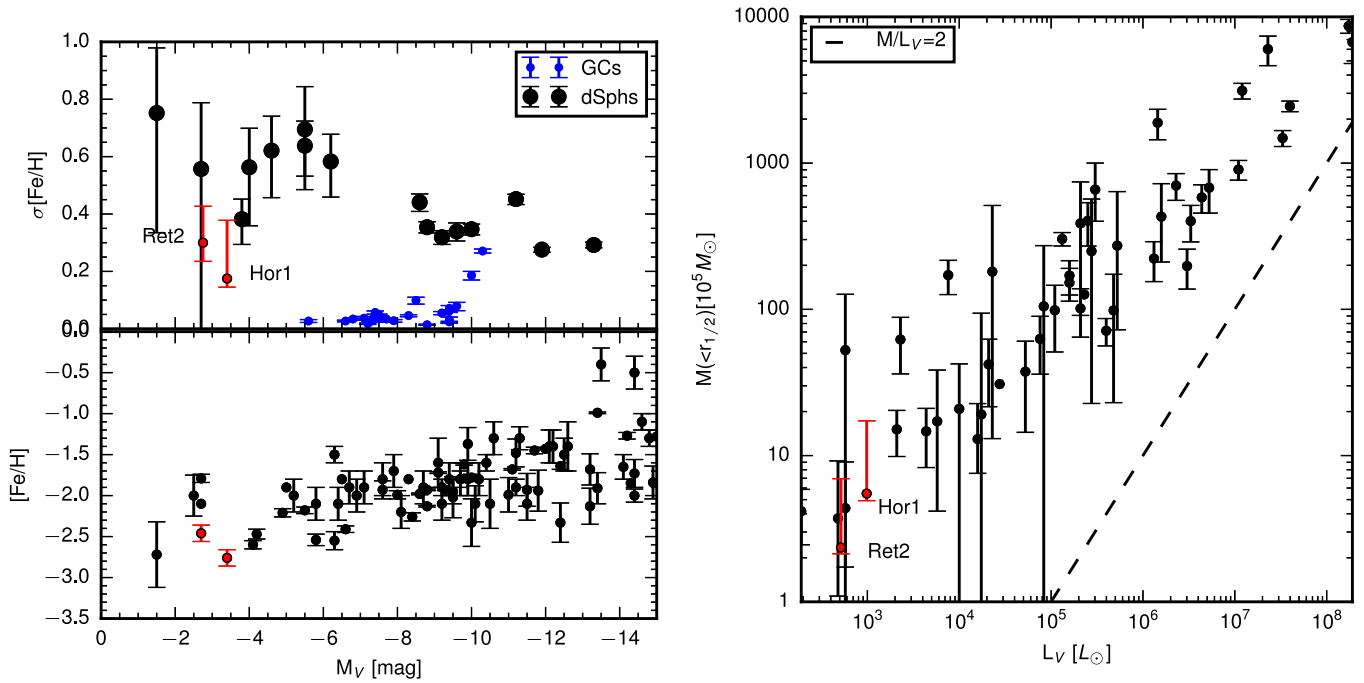 1.0
0.8
0.6
0.4
0.2
0.0
σ[Fe/H]
GCs
dSphs
Ret2
Hor1
0.0
−0.5
−1.0
−1.5
−2.0
−2.5
−3.0
−3.5
[Fe/H]
0 −2 −4 −6 −8 −10 −12 −14
M_V [mag]
10000
1000
100
10
1
M(<r_{1/2})[10^5 M_⊙]
M/L_V=2
Hor1
Ret2
10^3 10^4 10^5 10^6 10^7 10^8
L_V [L_⊙]